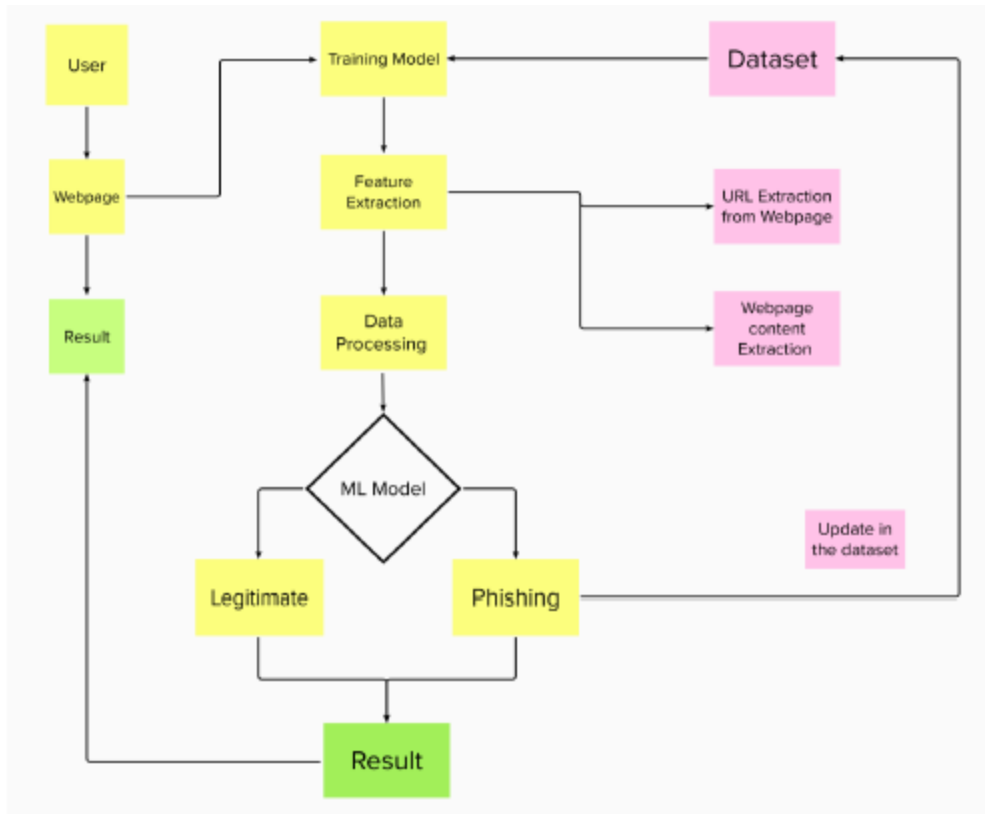 User
Training Model
Dataset
Webpage
Feature
Extraction
URL Extraction
from Webpage
Result
Data
Processing
Webpage
content
Extraction
ML Model
Update in
the dataset
Legitimate
Phishing
Result